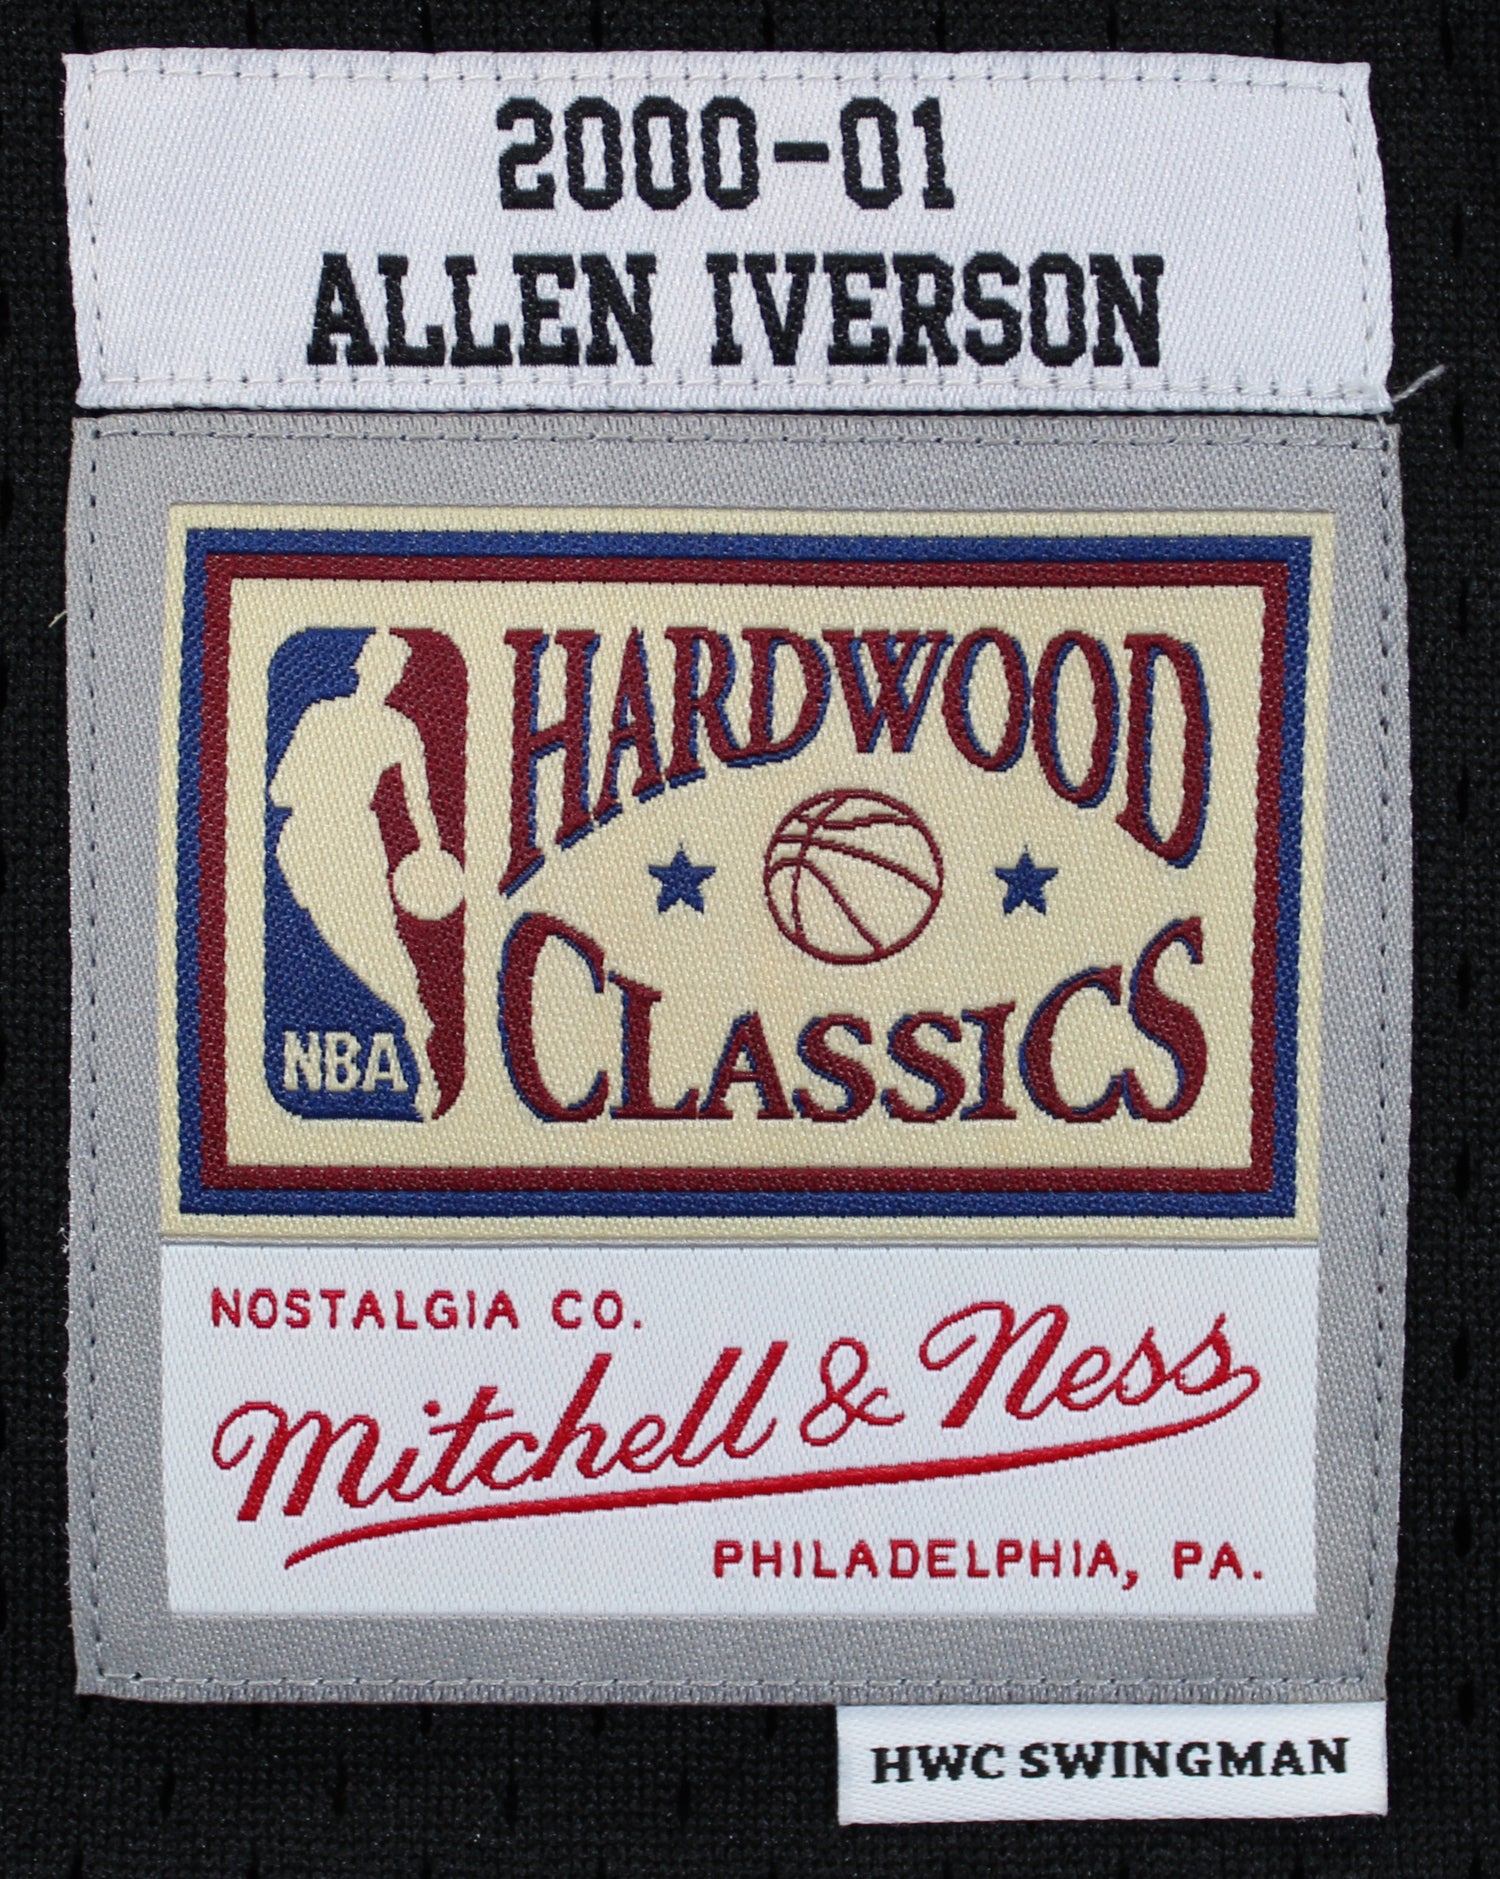 2000-01
ALLEN IVERSON
HARDWOOD
CLASSICS
NBA
NOSTALGIA CO.
Mitchell & Ness
PHILADELPHIA, PA.
HWC SWINGMAN